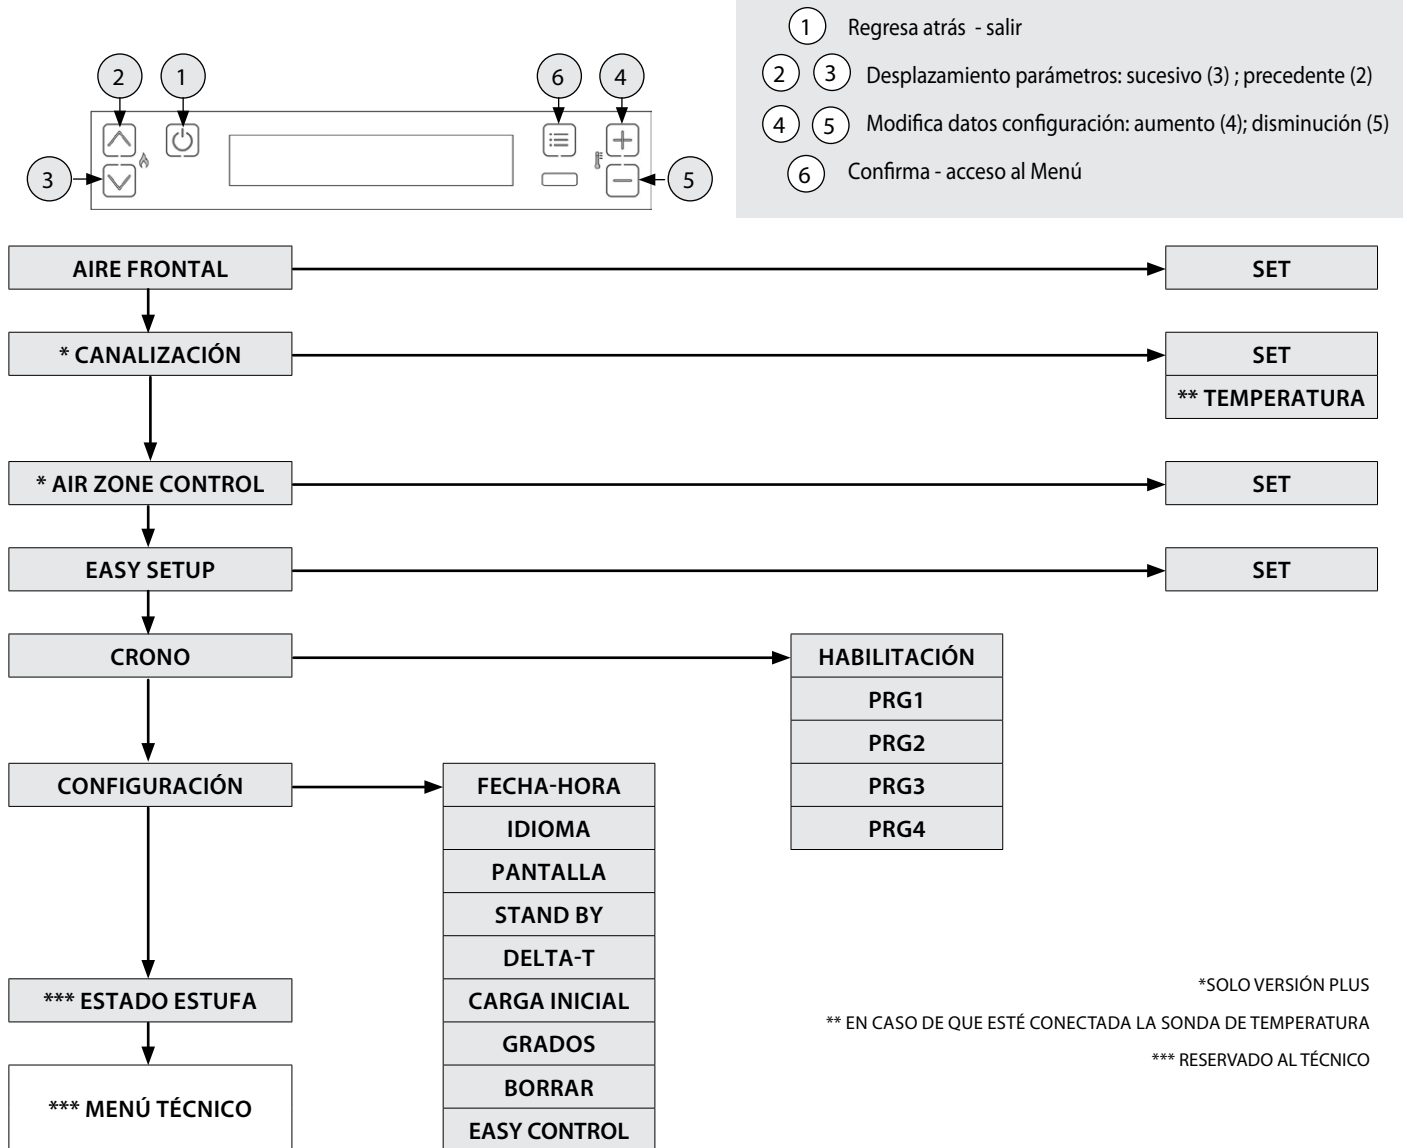 1 Regresa atrás - salir
2 3 Desplazamiento parámetros: sucesivo (3) ; precedente (2)
4 5 Modifica datos configuración: aumento (4); disminución (5)
6 Confirma - acceso al Menú
2 1 6 4
3 5
AIRE FRONTAL SET
* CANALIZACIÓN SET
** TEMPERATURA
* AIR ZONE CONTROL SET
EASY SETUP SET
CRONO HABILITACIÓN
PRG1
PRG2
PRG3
PRG4
CONFIGURACIÓN FECHA-HORA
IDIOMA
PANTALLA
STAND BY
DELTA-T
CARGA INICIAL
GRADOS
BORRAR
EASY CONTROL
*** ESTADO ESTUFA
*** MENÚ TÉCNICO
*SOLO VERSIÓN PLUS
** EN CASO DE QUE ESTÉ CONECTADA LA SONDA DE TEMPERATURA
*** RESERVADO AL TÉCNICO